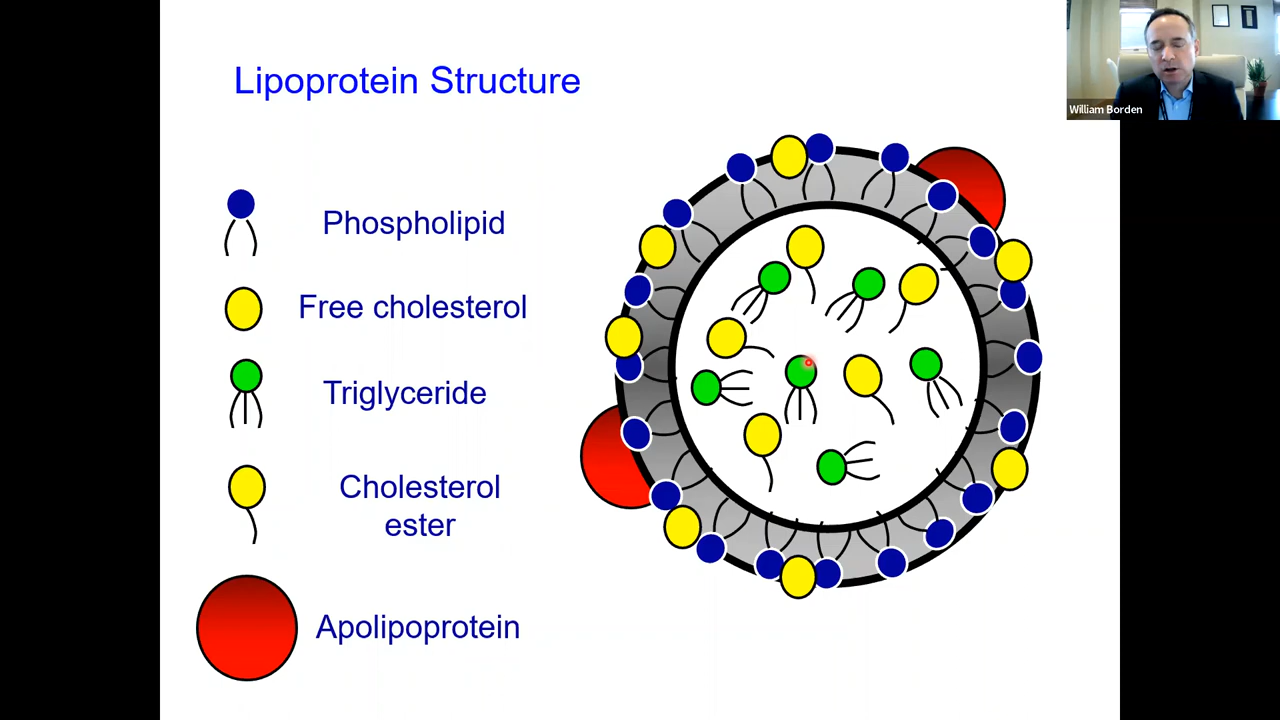 Lipoprotein Structure
William Borden
Phospholipid
Free cholesterol
Triglyceride
Cholesterol
ester
Apolipoprotein